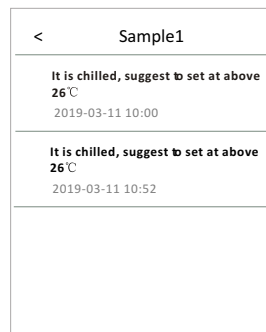 < Sample1
It is chilled, suggest to set at above
26℃
2019-03-11 10:00
It is chilled, suggest to set at above
26℃
2019-03-11 10:52